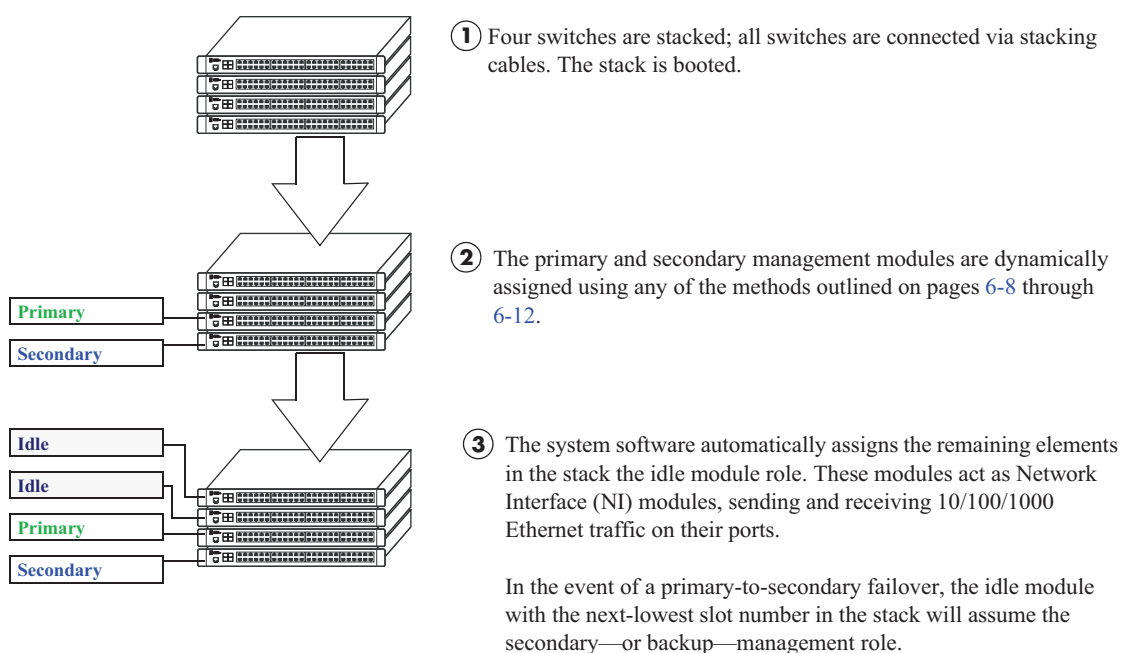 1 Four switches are stacked; all switches are connected via stacking
cables. The stack is booted.
2 The primary and secondary management modules are dynamically
assigned using any of the methods outlined on pages 6-8 through
6-12.
Primary
Secondary
Idle
Idle
Primary
Secondary
3 The system software automatically assigns the remaining elements
in the stack the idle module role. These modules act as Network
Interface (NI) modules, sending and receiving 10/100/1000
Ethernet traffic on their ports.
In the event of a primary-to-secondary failover, the idle module
with the next-lowest slot number in the stack will assume the
secondary—or backup—management role.